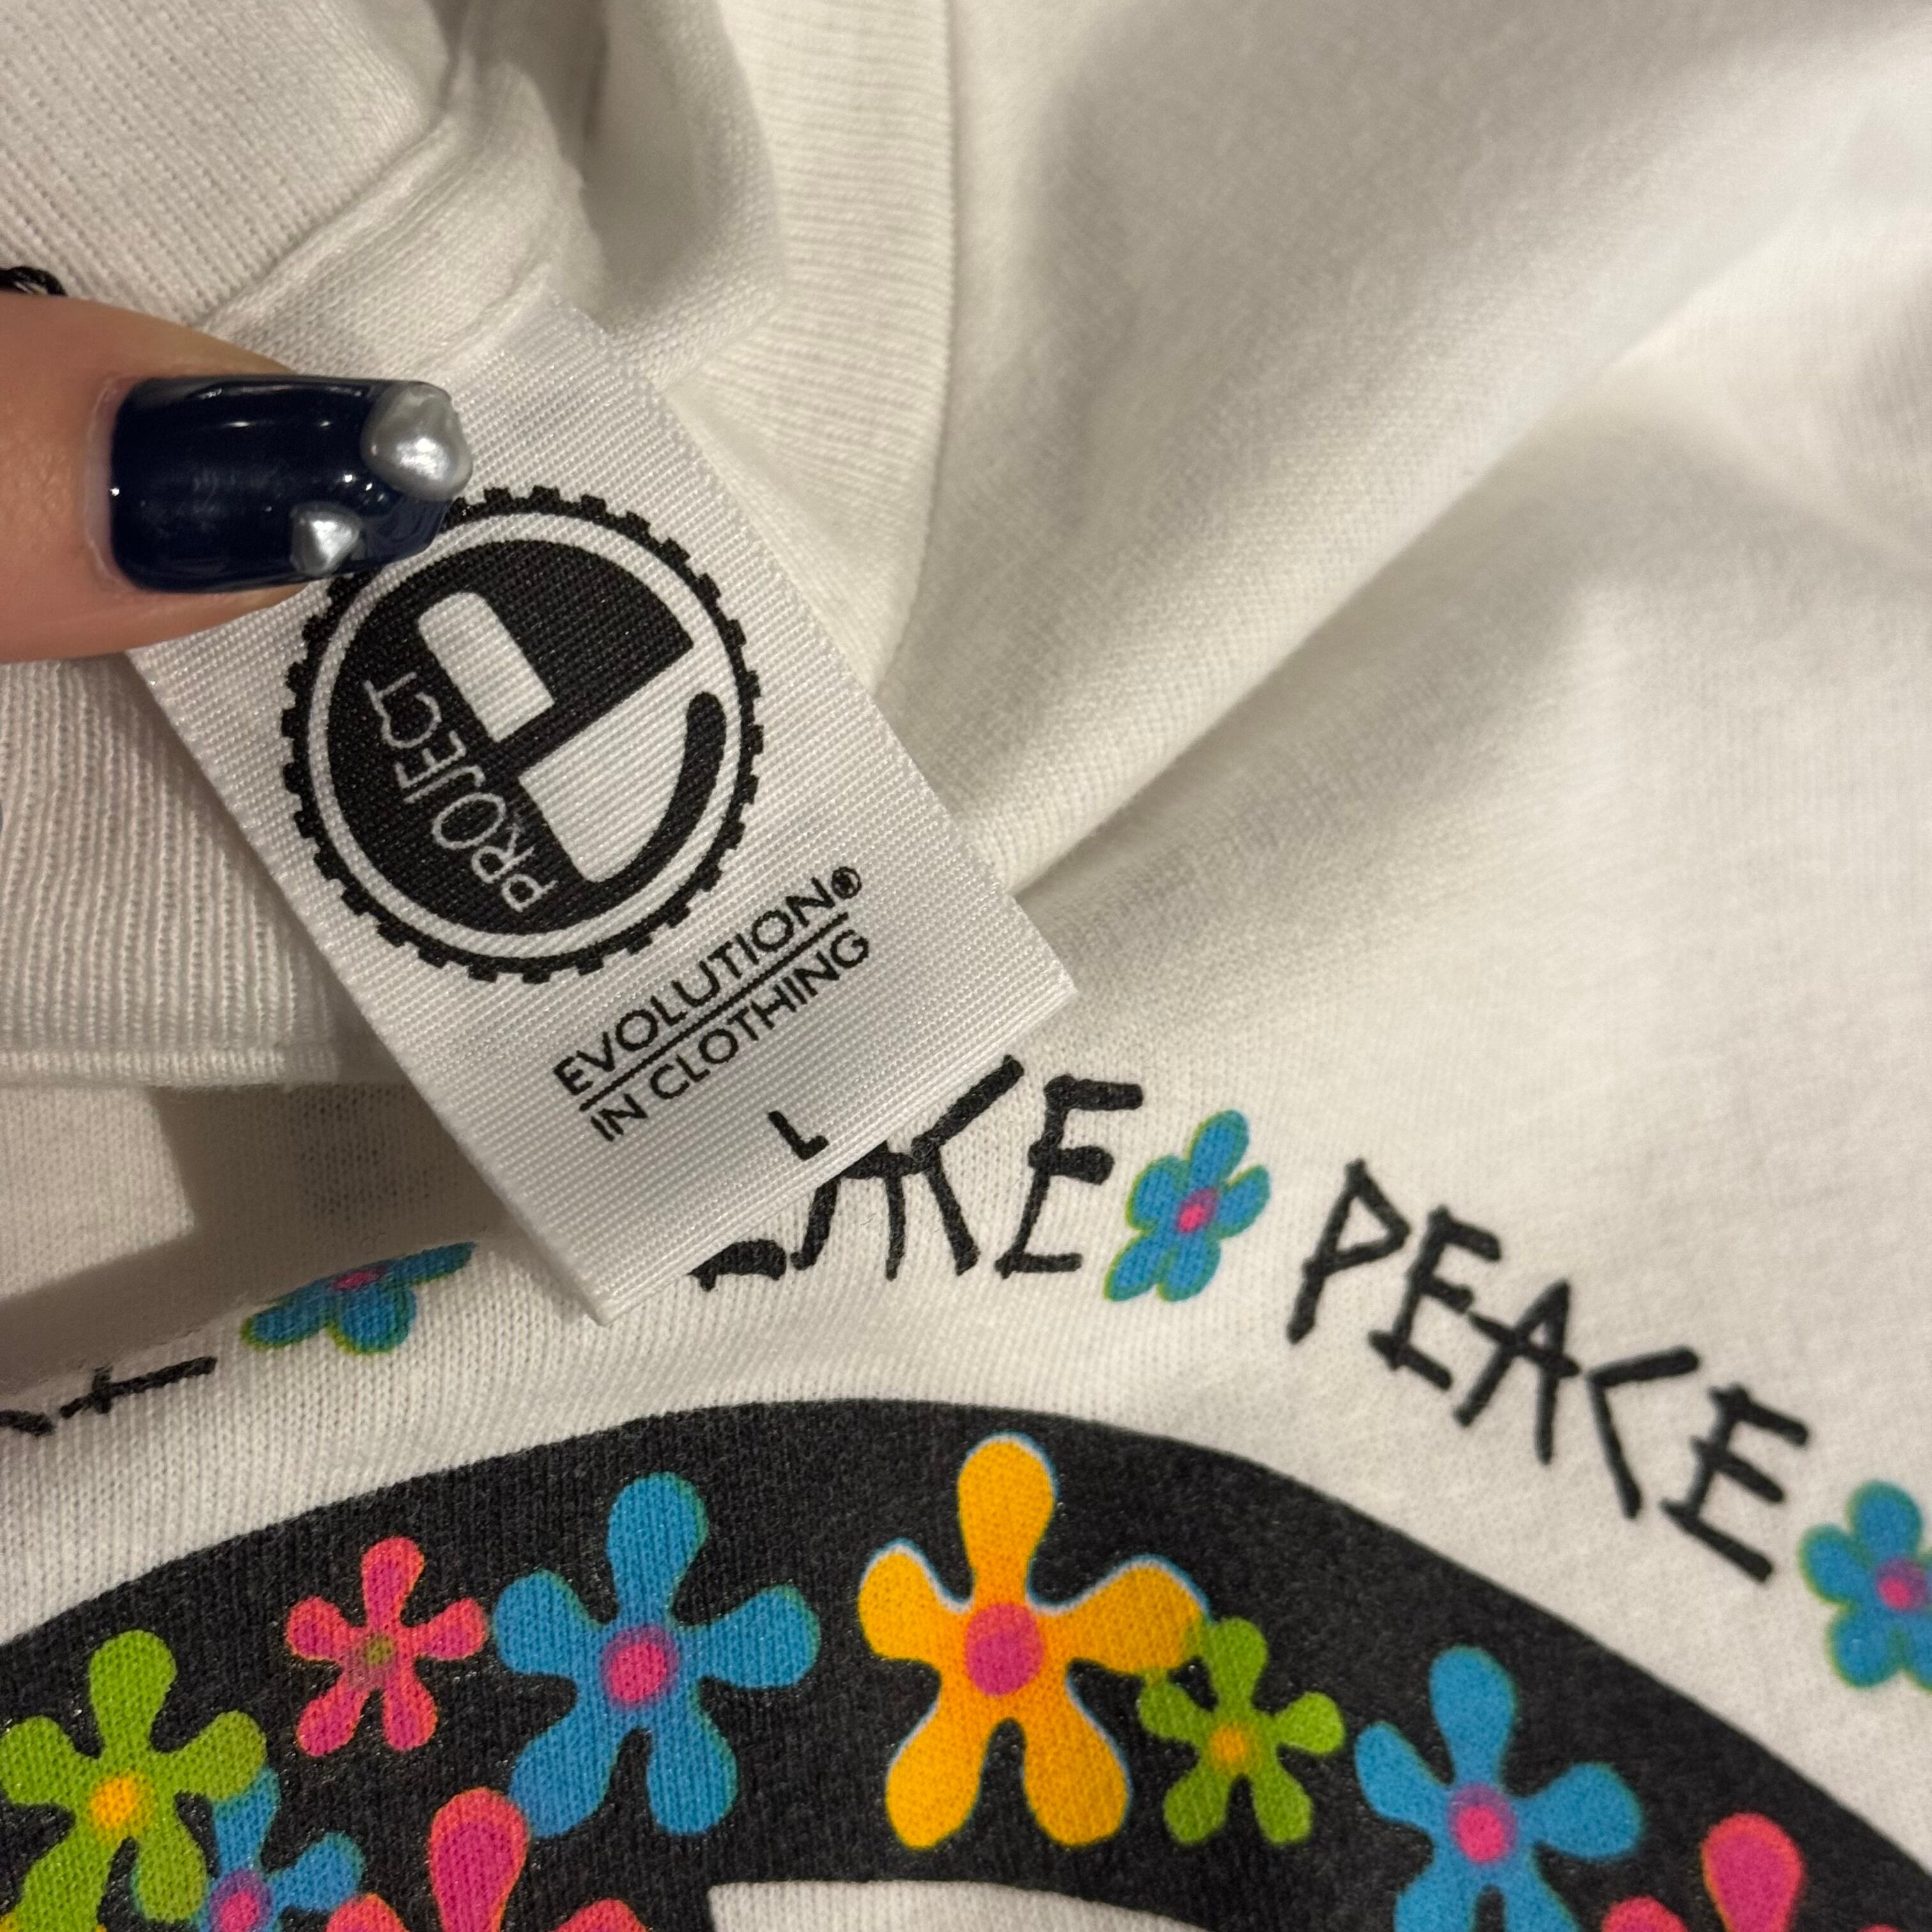 PROJECT
e
EVOLUTION®
IN CLOTHING
L
PEACE